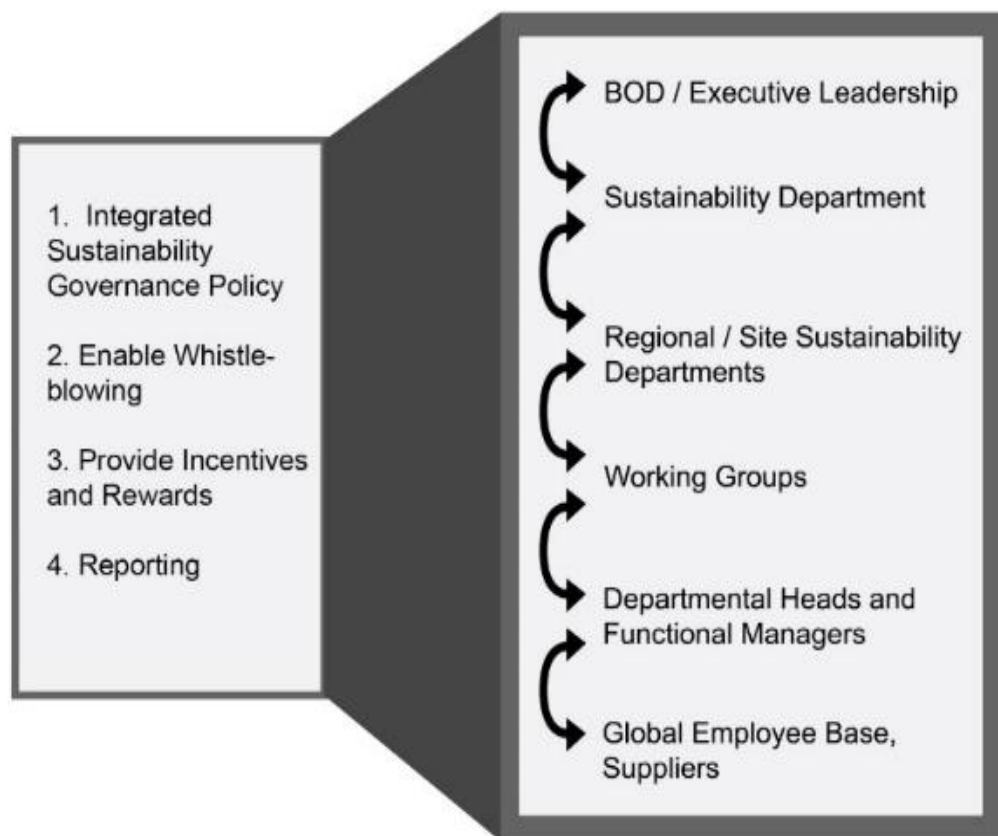 1. Integrated
Sustainability
Governance Policy
2. Enable Whistle-
blowing
3. Provide Incentives
and Rewards
4. Reporting
BOD / Executive Leadership
Sustainability Department
Regional / Site Sustainability
Departments
Working Groups
Departmental Heads and
Functional Managers
Global Employee Base,
Suppliers